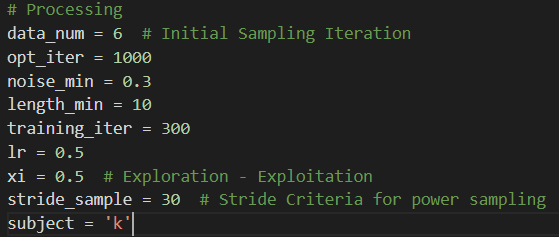 # Processing
data_num = 6  # Initial Sampling Iteration
opt_iter = 1000
noise_min = 0.3
length_min = 10
training_iter = 300
lr = 0.5
xi = 0.5  # Exploration - Exploitation
stride_sample = 30  # Stride Criteria for power sampling
subject = 'k'